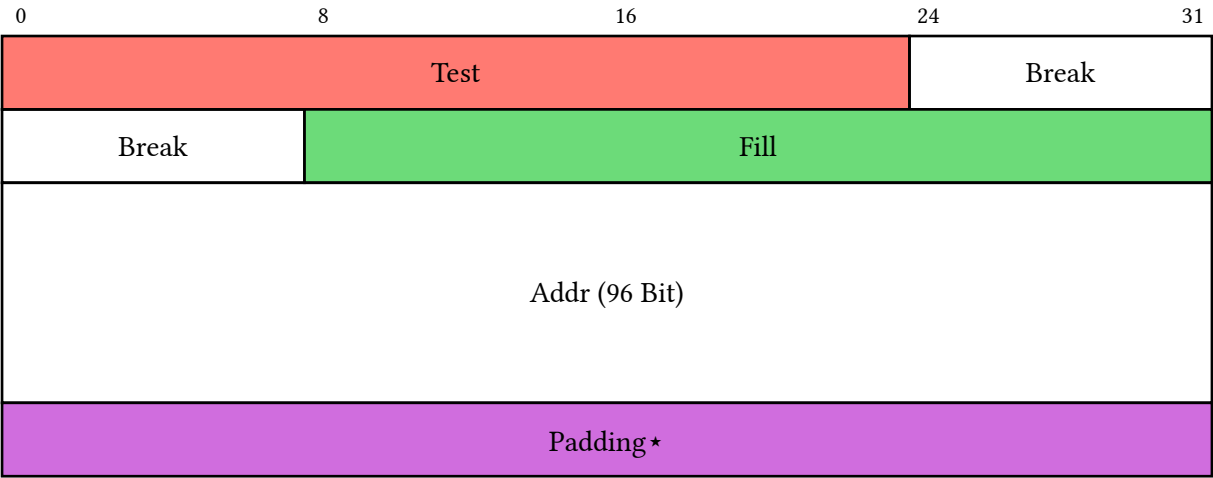 0 8 16 24 31
Test Break
Break Fill
Addr (96 Bit)
Padding⋆